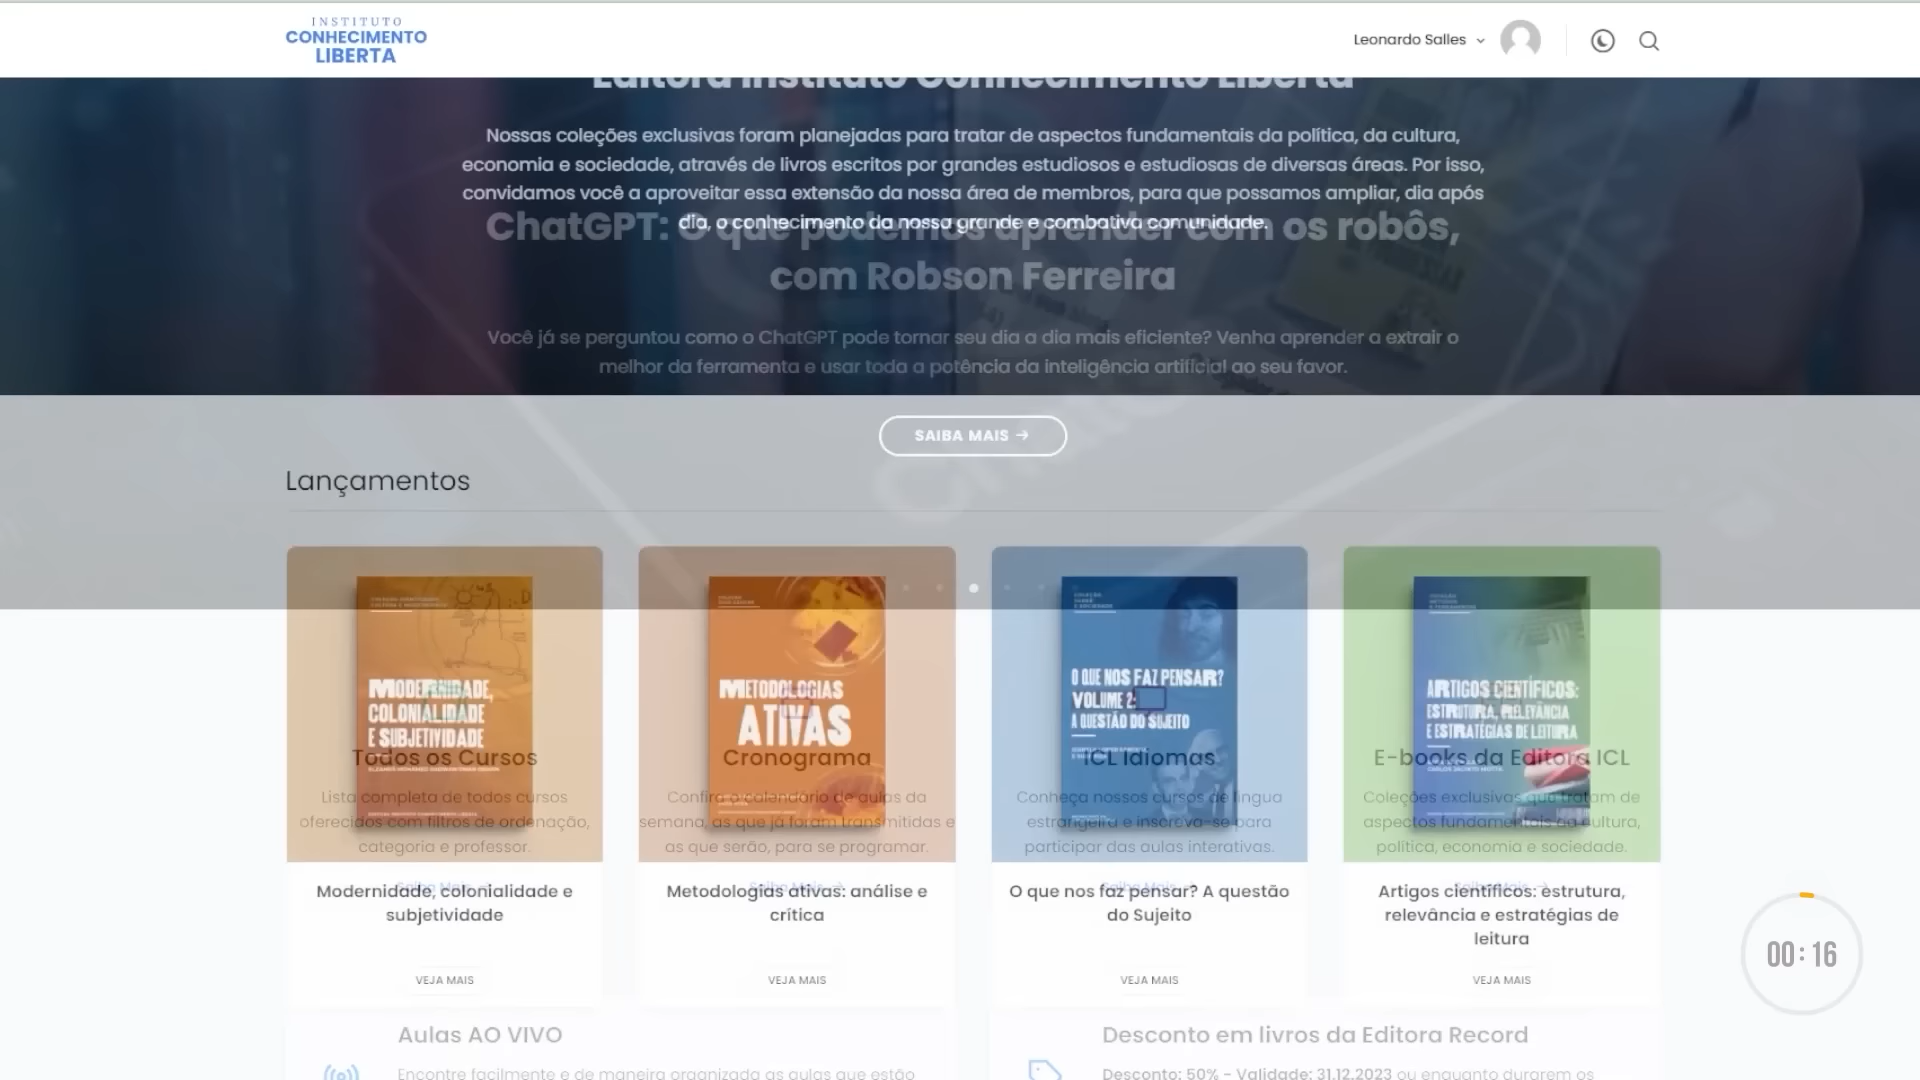 INSTITUTO
CONHECIMENTO
LIBERTA
Leonardo Salles
Editora Instituto Conhecimento Liberta
Nossas coleções exclusivas foram planejadas para tratar de aspectos fundamentais da política, da cultura,
economia e sociedade, através de livros escritos por grandes estudiosos e estudiosas de diversas áreas. Por isso,
convidamos você a aproveitar essa extensão da nossa área de membros, para que possamos ampliar, dia após
dia, o conhecimento da nossa grande e combativa comunidade.
ChatGPT: O que podemos aprender com os robôs,
com Robson Ferreira
Você já se perguntou como o ChatGPT pode tornar seu dia a dia mais eficiente? Venha aprender a extrair o
melhor da ferramenta e usar toda a potência da inteligência artificial ao seu favor.
SAIBA MAIS →
Lançamentos
MODERNIDADE,
COLONIALIDADE
E SUBJETIVIDADE
METODOLOGIAS
ATIVAS
O QUE NOS FAZ PENSAR?
VOLUME 2:
A QUESTÃO DO SUJEITO
ARTIGOS CIENTÍFICOS:
ESTRUTURA, RELEVÂNCIA
E ESTRATÉGIAS DE LEITURA
Todos os Cursos
Cronograma
ICL Idiomas
E-books da Editora ICL
Lista completa de todos cursos
oferecidos com filtros de ordenação,
categoria e professor.
Confira o calendário de aulas da
semana, as que já foram transmitidas e
as que serão, para se programar.
Conheça nossos cursos de língua
estrangeira e inscreva-se para
participar das aulas interativas.
Coleções exclusivas que tratam de
aspectos fundamentais da cultura,
política, economia e sociedade.
Saiba Mais →
Saiba Mais →
Saiba Mais →
Saiba Mais →
Modernidade, colonialidade e
subjetividade
Metodologias ativas: análise e
crítica
O que nos faz pensar? A questão
do Sujeito
Artigos científicos: estrutura,
relevância e estratégias de
leitura
VEJA MAIS
VEJA MAIS
VEJA MAIS
VEJA MAIS
00:16
Aulas AO VIVO
Encontre facilmente e de maneira organizada as aulas que estão
Desconto em livros da Editora Record
Desconto: 50% - Validade: 31.12.2023 ou enquanto durarem os